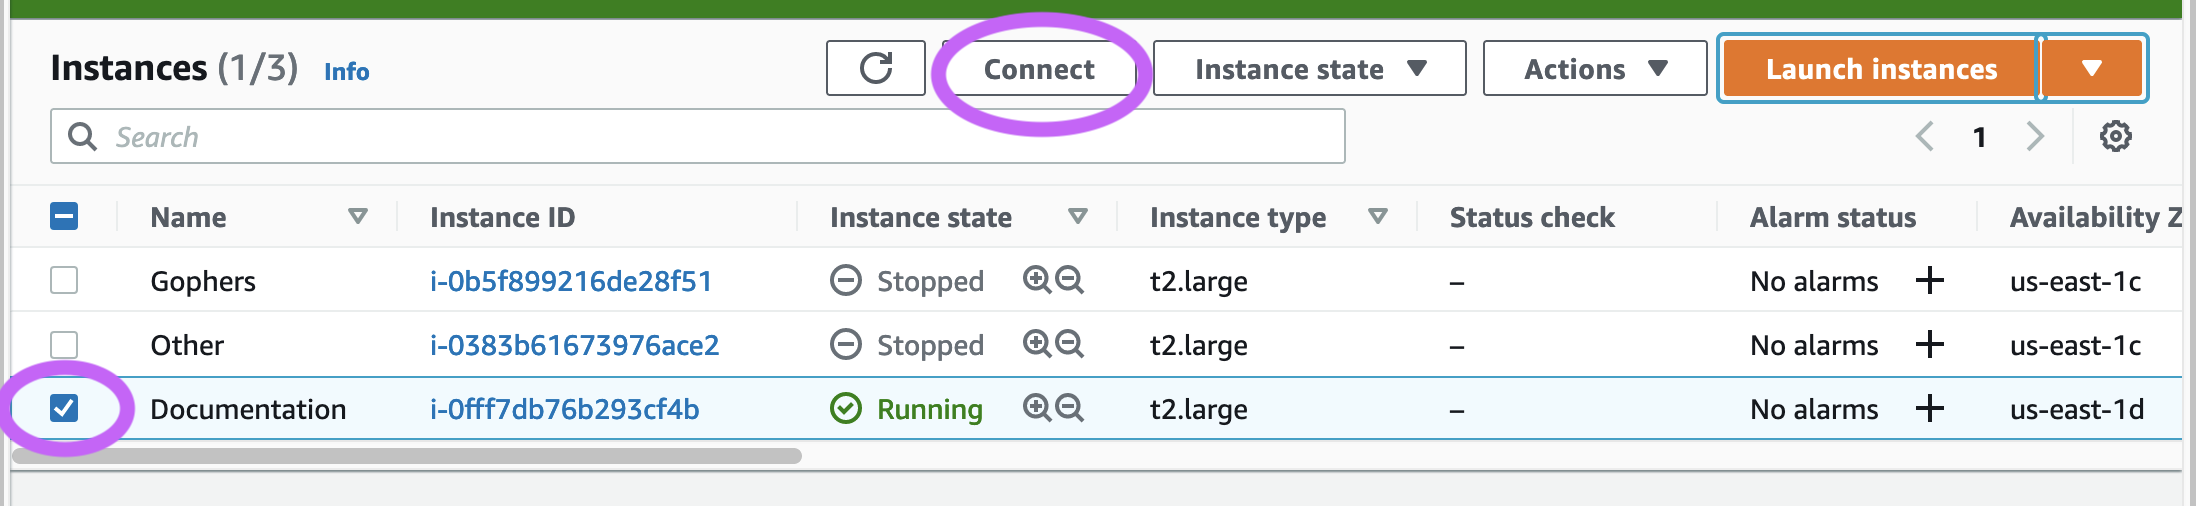 Instances (1/3) Info Connect Instance state Actions Launch instances
Search 1
Name Instance ID Instance state Instance type Status check Alarm status Availability Z
Gophers i-0b5f899216de28f51 Stopped t2.large – No alarms + us-east-1c
Other i-0383b61673976ace2 Stopped t2.large – No alarms + us-east-1c
Documentation i-0fff7db76b293cf4b Running t2.large – No alarms + us-east-1d